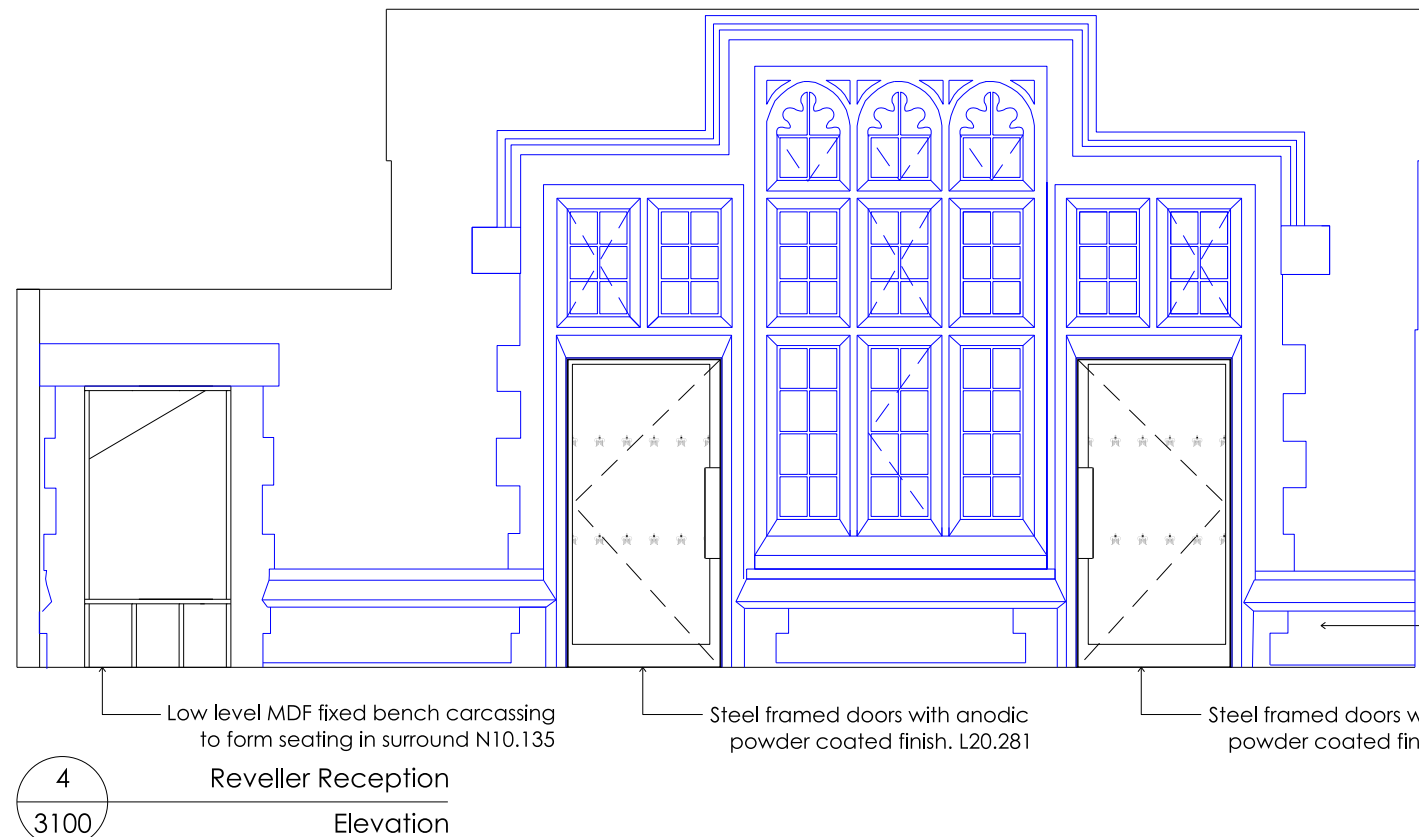 Low level MDF fixed bench carcassing
to form seating in surround N10.135
Steel framed doors with anodic
powder coated finish. L20.281
Steel framed doors w
powder coated fin
4
Reveller Reception
3100
Elevation